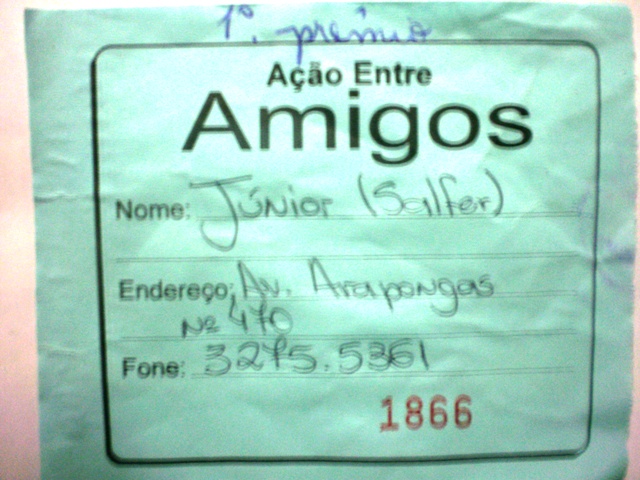 1º. prêmio
Ação Entre
Amigos
Nome: Júnior (Salfer)
Endereço: Av. Arapongas
Nº 470
Fone: 3275.5361
1866